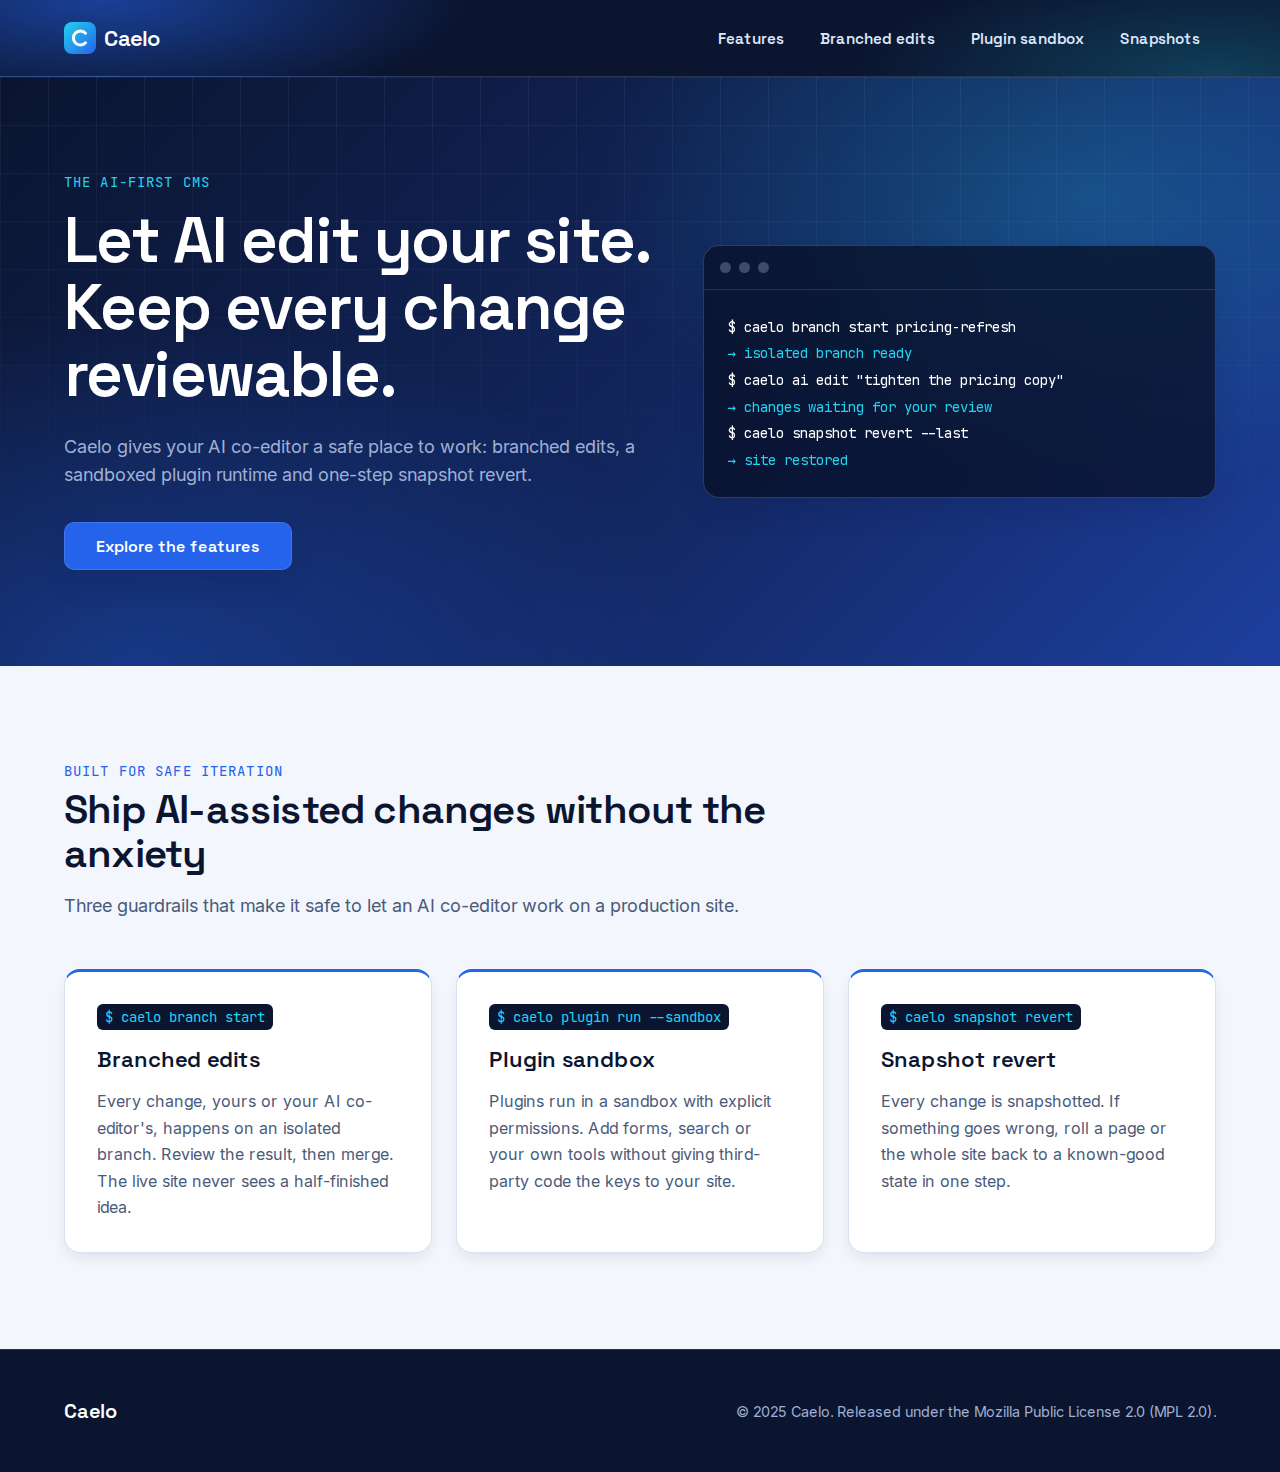 Caelo
Features
Branched edits
Plugin sandbox
Snapshots
THE AI-FIRST CMS
Let AI edit your site.
Keep every change
reviewable.
Caelo gives your AI co-editor a safe place to work: branched edits, a
sandboxed plugin runtime and one-step snapshot revert.
Explore the features
$ caelo branch start pricing-refresh
→ isolated branch ready
$ caelo ai edit "tighten the pricing copy"
→ changes waiting for your review
$ caelo snapshot revert --last
→ site restored
BUILT FOR SAFE ITERATION
Ship AI-assisted changes without the
anxiety
Three guardrails that make it safe to let an AI co-editor work on a production site.
$ caelo branch start
Branched edits
Every change, yours or your AI co-
editor's, happens on an isolated
branch. Review the result, then merge.
The live site never sees a half-finished
idea.
$ caelo plugin run --sandbox
Plugin sandbox
Plugins run in a sandbox with explicit
permissions. Add forms, search or
your own tools without giving third-
party code the keys to your site.
$ caelo snapshot revert
Snapshot revert
Every change is snapshotted. If
something goes wrong, roll a page or
the whole site back to a known-good
state in one step.
Caelo
© 2025 Caelo. Released under the Mozilla Public License 2.0 (MPL 2.0).